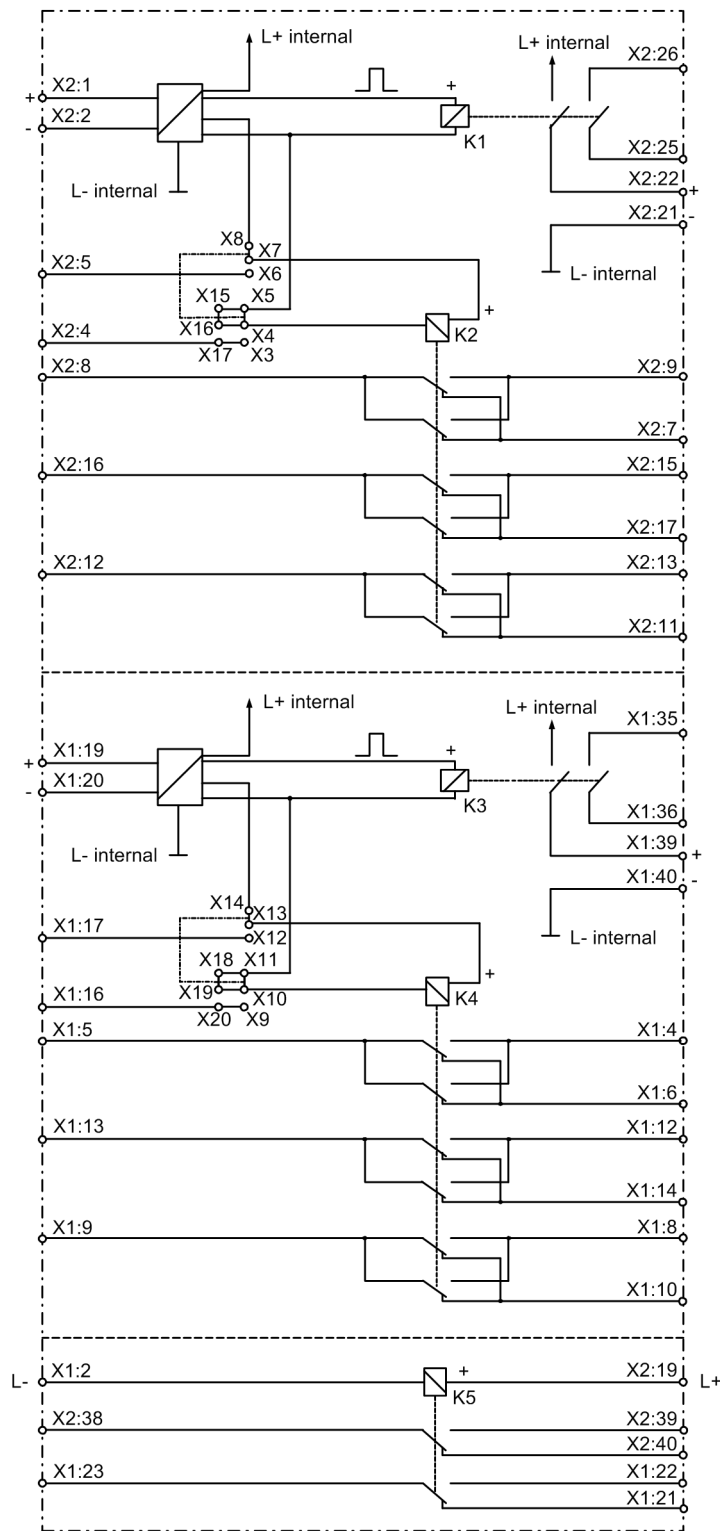 L+ internal
L+ internal
X2:26
+ X2:1
+
- X2:2
K1
X2:25
X2:22 +
L- internal
X2:21 -
X8
X7
L- internal
X2:5
X6
X15 X5
+
X16
X4
K2
X2:4
X17 X3
X2:8
X2:9
X2:7
X2:16
X2:15
X2:17
X2:12
X2:13
X2:11
L+ internal
L+ internal
X1:35
+ X1:19
+
- X1:20
K3
X1:36
X1:39 +
L- internal
X1:40 -
X14
X13
L- internal
X1:17
X12
X18 X11
+
X19
X10
K4
X1:16
X20 X9
X1:5
X1:4
X1:6
X1:13
X1:12
X1:14
X1:9
X1:8
X1:10
L- X1:2
+
X2:19 L+
K5
X2:38
X2:39
X2:40
X1:23
X1:22
X1:21